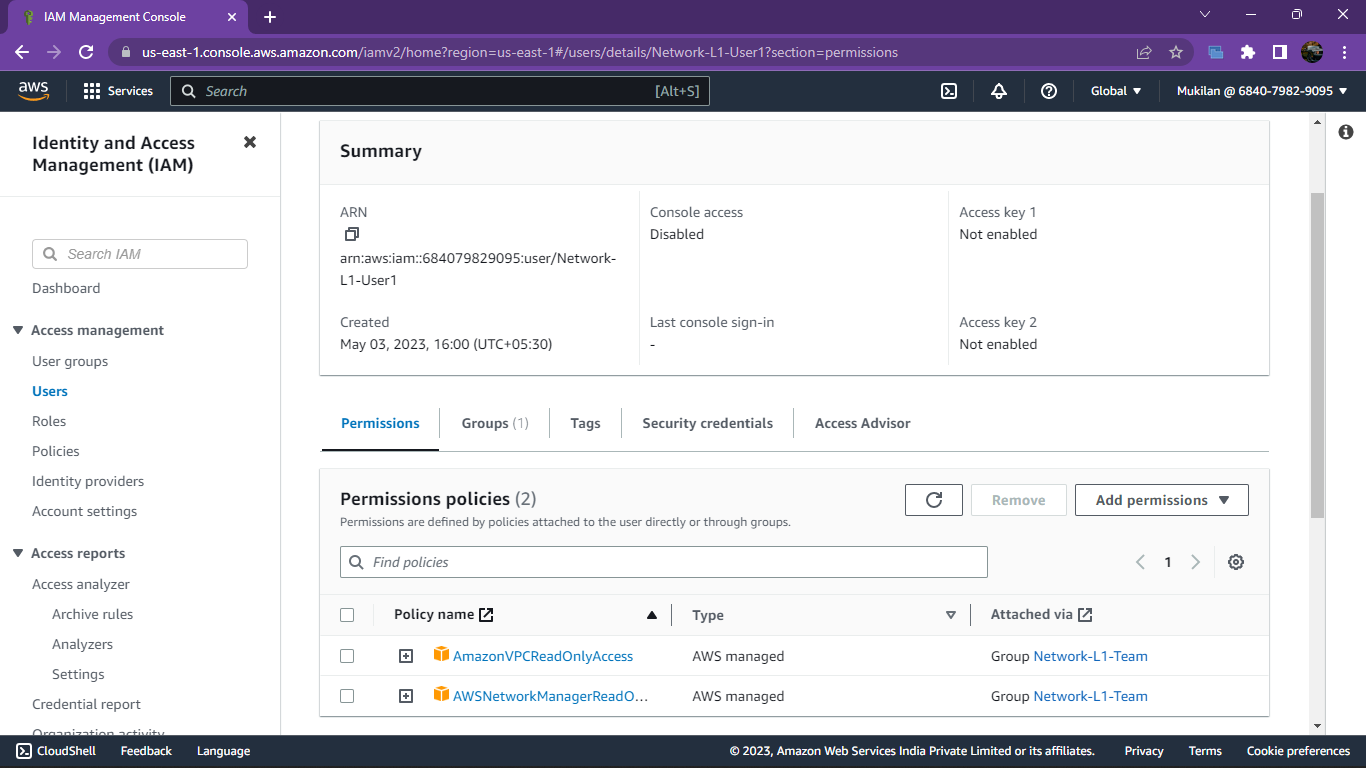 IAM Management Console
us-east-1.console.aws.amazon.com/iamv2/home?region=us-east-1#/users/details/Network-L1-User1?section=permissions
aws
Services
Search
[Alt+S]
Global
Mukilan @ 6840-7982-9095
Identity and Access
Management (IAM)
Search IAM
Dashboard
Access management
User groups
Users
Roles
Policies
Identity providers
Account settings
Access reports
Access analyzer
Archive rules
Analyzers
Settings
Credential report
Organization activity
Summary
ARN
arn:aws:iam::684079829095:user/Network-
L1-User1
Console access
Disabled
Access key 1
Not enabled
Created
May 03, 2023, 16:00 (UTC+05:30)
Last console sign-in
-
Access key 2
Not enabled
Permissions
Groups (1)
Tags
Security credentials
Access Advisor
Permissions policies (2)
Permissions are defined by policies attached to the user directly or through groups.
Remove
Add permissions
Find policies
1
Policy name
Type
Attached via
AmazonVPCReadOnlyAccess
AWS managed
Group Network-L1-Team
AWSNetworkManagerReadO...
AWS managed
Group Network-L1-Team
CloudShell
Feedback
Language
© 2023, Amazon Web Services India Private Limited or its affiliates.
Privacy
Terms
Cookie preferences